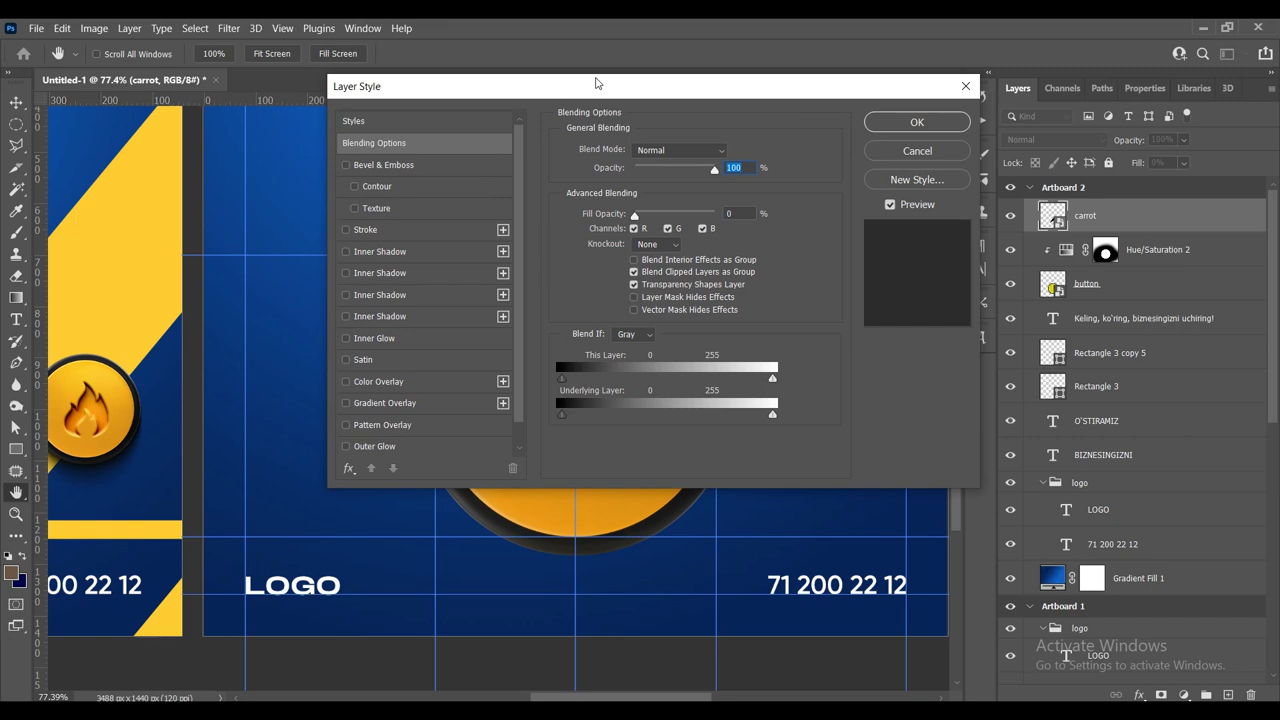 Ps File Edit Image Layer Type Select Filter 3D View Plugins Window Help
Scroll All Windows 100% Fit Screen Fill Screen
Untitled-1 @ 77.4% (carrot, RGB/8#) *
300 200 100 0 100 200
Layer Style
Styles
Blending Options
Bevel & Emboss
Contour
Texture
Stroke
Inner Shadow
Inner Shadow
Inner Shadow
Inner Shadow
Inner Glow
Satin
Color Overlay
Gradient Overlay
Pattern Overlay
Outer Glow
fx
Blending Options
General Blending
Blend Mode: Normal
Opacity: 100 %
Advanced Blending
Fill Opacity: 0 %
Channels: R G B
Knockout: None
Blend Interior Effects as Group
Blend Clipped Layers as Group
Transparency Shapes Layer
Layer Mask Hides Effects
Vector Mask Hides Effects
Blend If: Gray
This Layer: 0 255
Underlying Layer: 0 255
OK
Cancel
New Style...
Preview
00 22 12
LOGO
71 200 22 12
Layers Channels Paths Properties Libraries 3D
Kind
Normal Opacity: 100%
Lock: Fill: 0%
Artboard 2
carrot
Hue/Saturation 2
button
Keling, ko`ring, biznesingizni uchiring!
Rectangle 3 copy 5
Rectangle 3
O`STIRAMIZ
BIZNESINGIZNI
logo
LOGO
71 200 22 12
Gradient Fill 1
Artboard 1
logo
LOGO
Activate Windows
Go to Settings to activate Windows.
77.39% 3488 px x 1440 px (120 ppi)